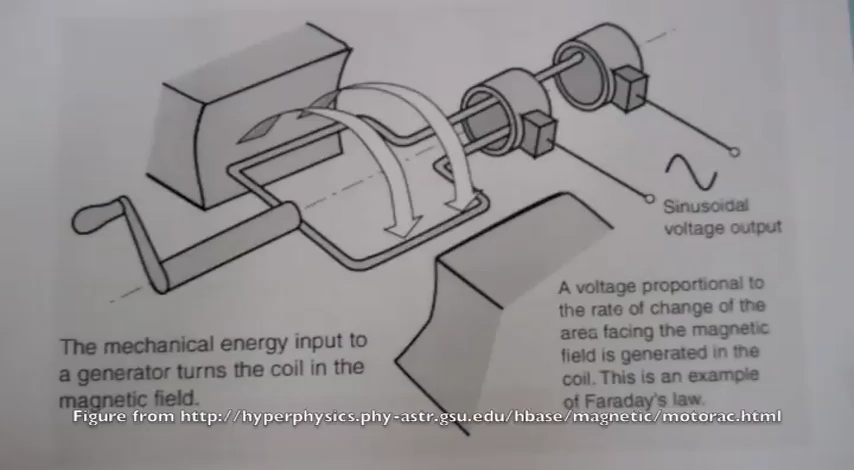 Sinusoidal
voltage output
A voltage proportional to
the rate of change of the
area facing the magnetic
field is generated in the
coil. This is an example
of Faraday's law.
The mechanical energy input to
a generator turns the coil in the
magnetic field.
Figure from http://hyperphysics.phy-astr.gsu.edu/hbase/magnetic/motorac.html